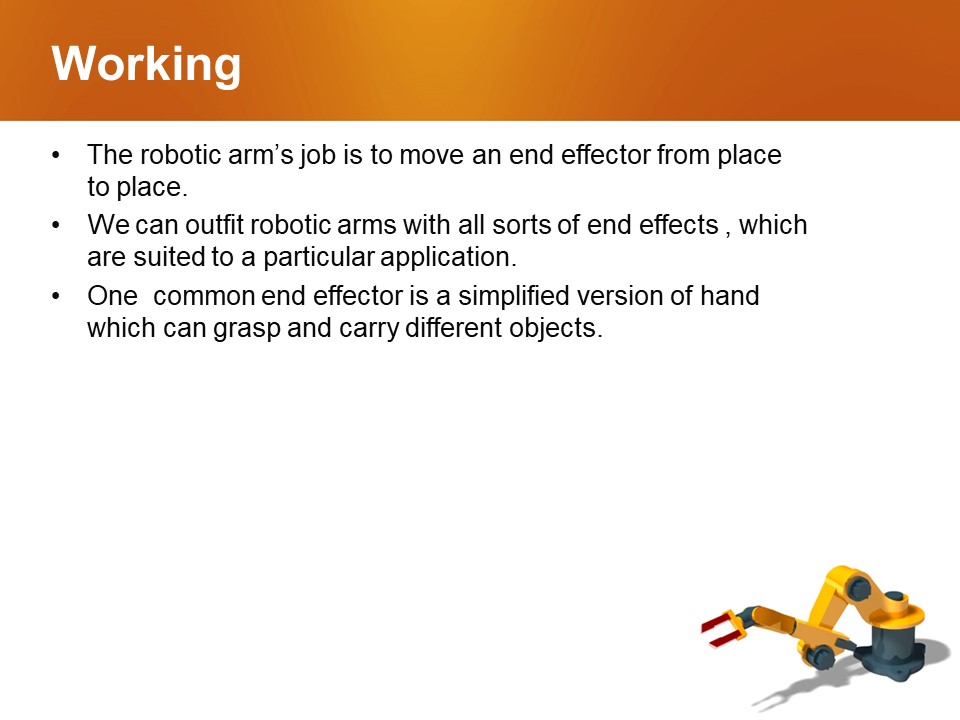 Working
• The robotic arm’s job is to move an end effector from place
to place.
• We can outfit robotic arms with all sorts of end effects , which
are suited to a particular application.
• One  common end effector is a simplified version of hand
which can grasp and carry different objects.